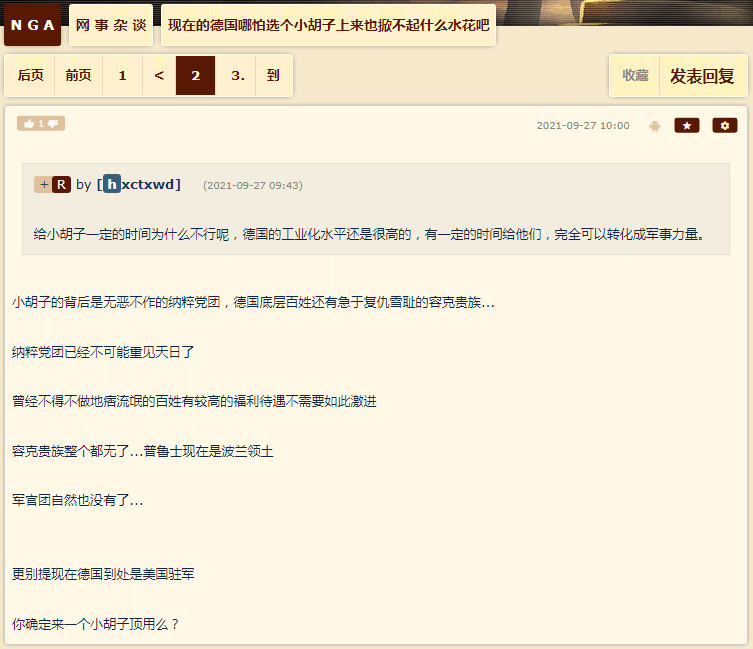 NGA 网事杂谈 现在的德国哪怕选个小胡子上来也掀不起什么水花吧
后页 前页 1 < 2 3. 到 收藏 发表回复
1 2021-09-27 10:00
+ R by [hxctxwd] (2021-09-27 09:43)
给小胡子一定的时间为什么不行呢，德国的工业化水平还是很高的，有一定的时间给他们，完全可以转化成军事力量。
小胡子的背后是无恶不作的纳粹党团，德国底层百姓还有急于复仇雪耻的容克贵族...
纳粹党团已经不可能重见天日了
曾经不得不做地痞流氓的百姓有较高的福利待遇不需要如此激进
容克贵族整个都无了...普鲁士现在是波兰领土
军官团自然也没有了...
更别提现在德国到处是美国驻军
你确定来一个小胡子顶用么？